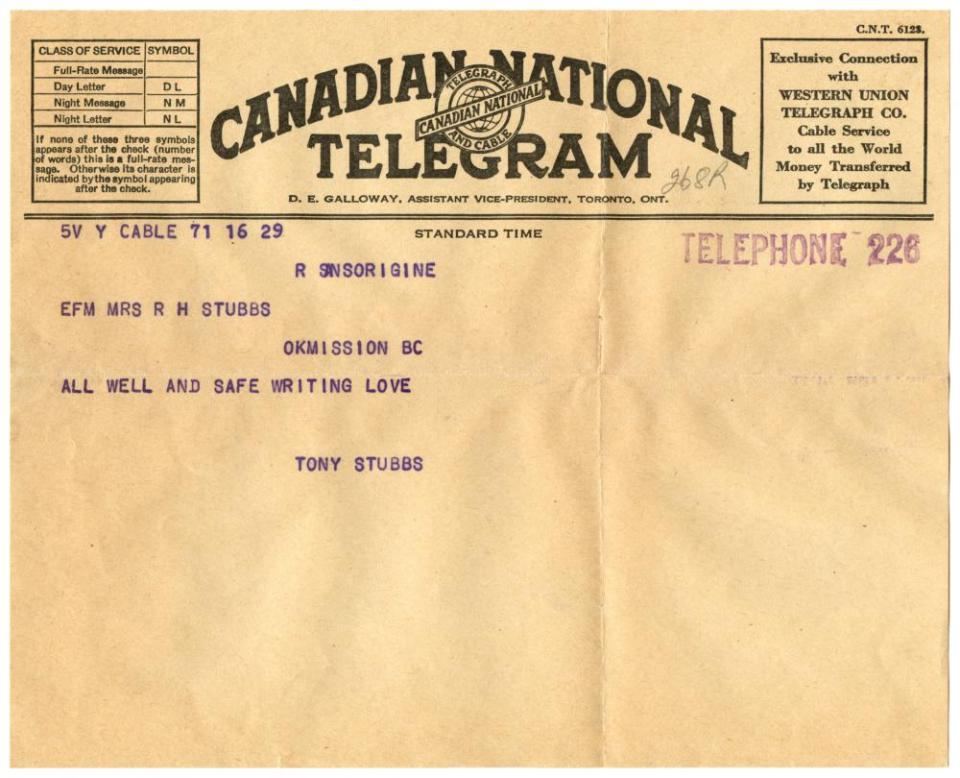 C.N.T. 6128.
CLASS OF SERVICE SYMBOL
Full-Rate Message
Day Letter D L
Night Message N M
Night Letter N L
If none of these three symbols
appears after the check (number
of words) this is a full-rate mes-
sage. Otherwise its character is
indicated by the symbol appearing
after the check.
CANADIAN NATIONAL
TELEGRAPH
CANADIAN NATIONAL
AND CABLE
TELEGRAM
D. E. GALLOWAY, ASSISTANT VICE-PRESIDENT, TORONTO, ONT.
268R
Exclusive Connection
with
WESTERN UNION
TELEGRAPH CO.
Cable Service
to all the World
Money Transferred
by Telegraph
STANDARD TIME
TELEPHONE 226
5V Y CABLE 71 16 29
R SNSORIGINE
EFM MRS R H STUBBS
OKMISSION BC
ALL WELL AND SAFE WRITING LOVE
TONY STUBBS